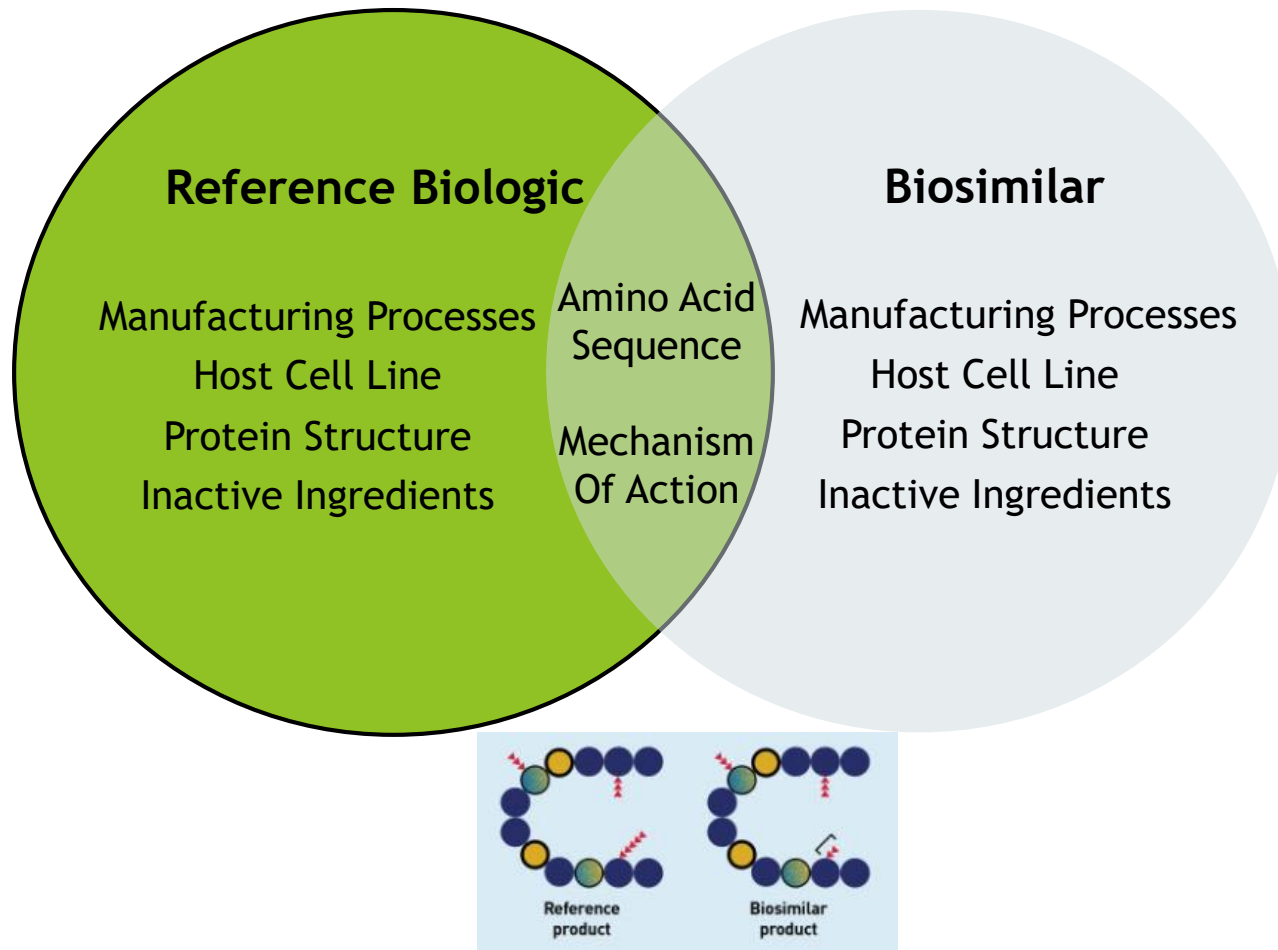 Reference Biologic
Manufacturing Processes
Host Cell Line
Protein Structure
Inactive Ingredients
Amino Acid
Sequence
Mechanism
Of Action
Biosimilar
Manufacturing Processes
Host Cell Line
Protein Structure
Inactive Ingredients
Reference
product
Biosimilar
product